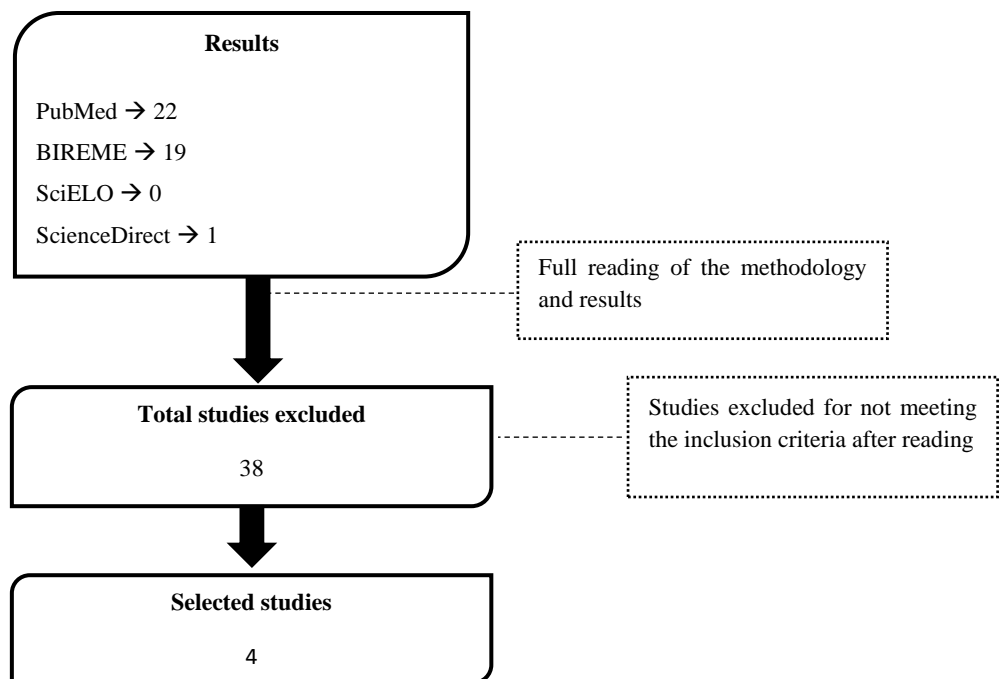 Results
PubMed → 22
BIREME → 19
SciELO → 0
ScienceDirect → 1
Full reading of the methodology
and results
Total studies excluded
38
Studies excluded for not meeting
the inclusion criteria after reading
Selected studies
4